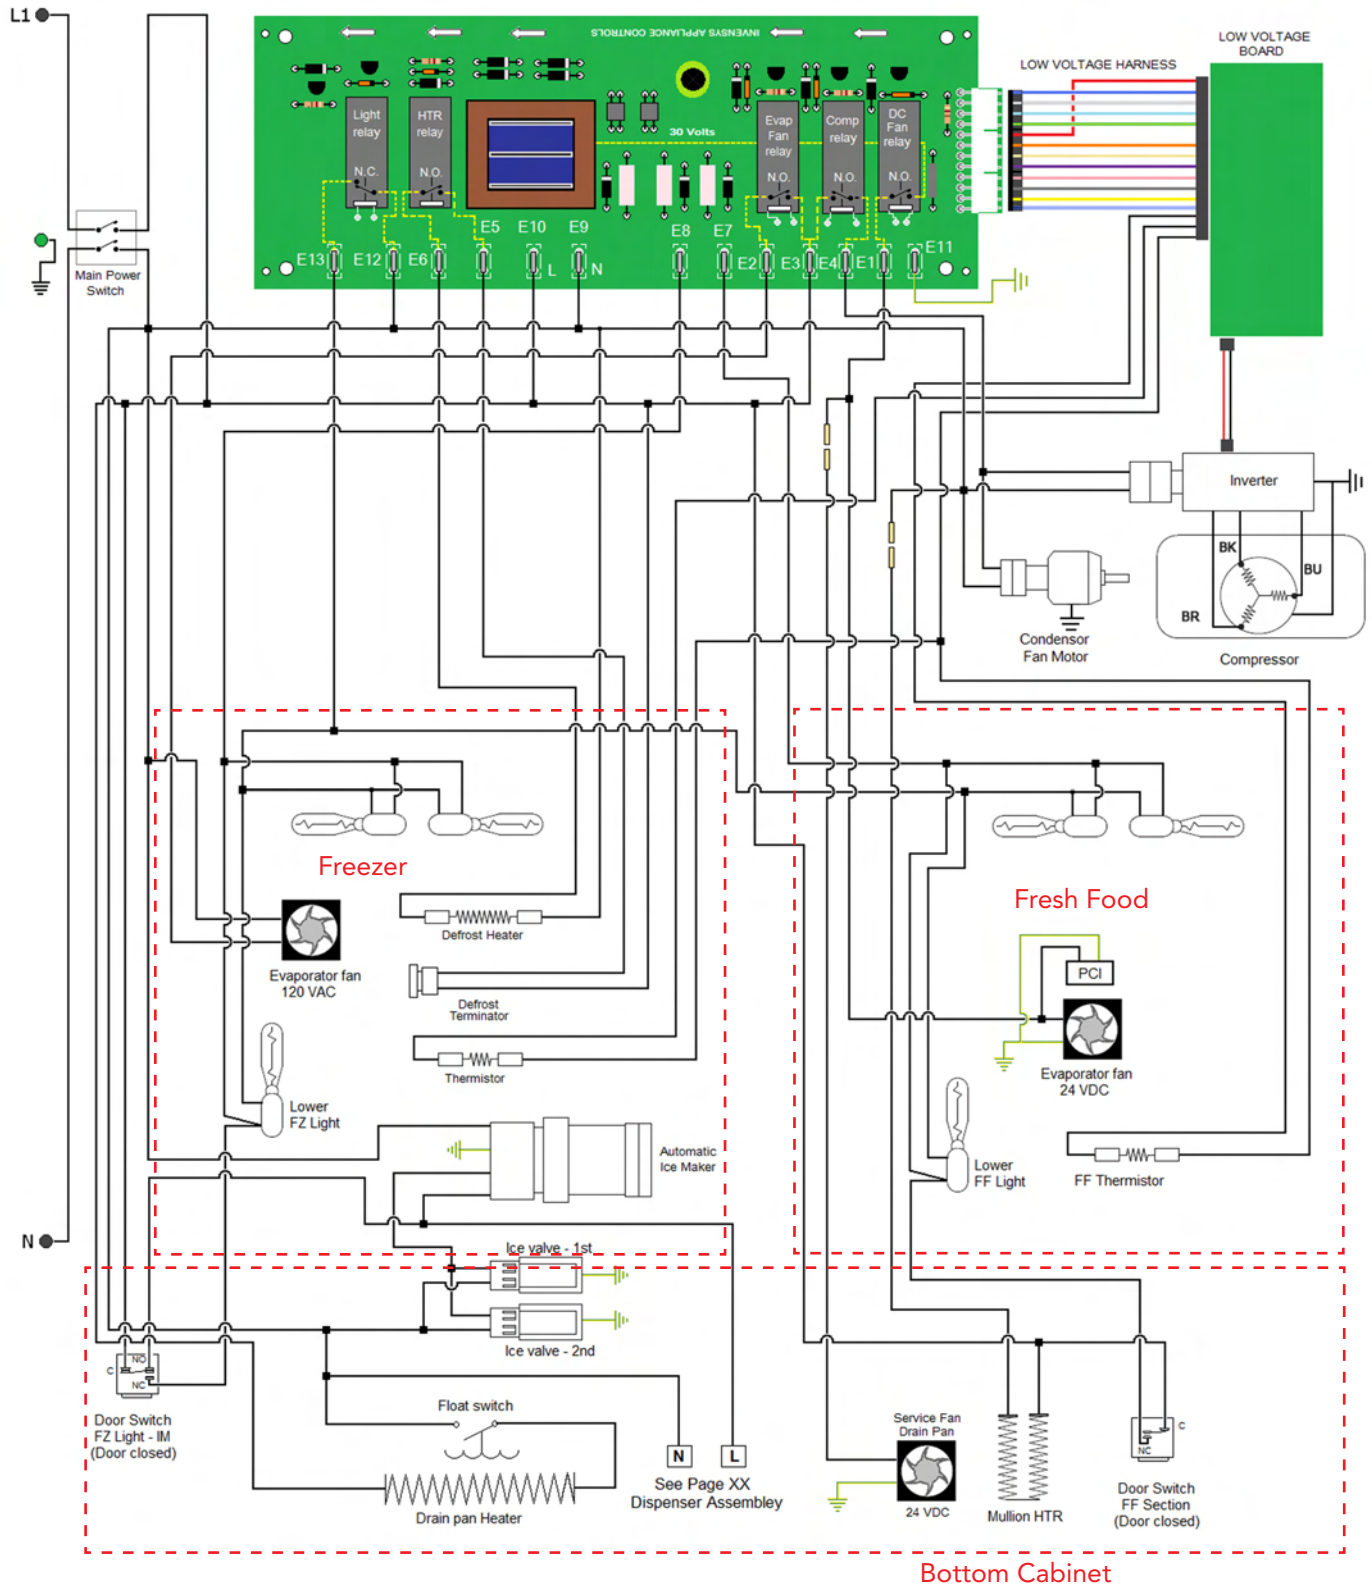 L1
INVENSYS APPLIANCE CONTROLS
LOW VOLTAGE
BOARD
LOW VOLTAGE HARNESS
Light
relay
N.C.
HTR
relay
N.O.
30 Volts
Evap
Fan
relay
N.O.
Comp
relay
N.O.
DC
Fan
relay
N.O.
E13
E12
E6
E5
E10
L
E9
N
E8
E7
E2
E3
E4
E1
E11
Main Power
Switch
Inverter
BK
BU
BR
Compressor
Condensor
Fan Motor
Freezer
Fresh Food
Defrost Heater
Evaporator fan
120 VAC
Defrost
Terminator
Thermistor
PCI
Evaporator fan
24 VDC
Lower
FZ Light
Automatic
Ice Maker
Lower
FF Light
FF Thermistor
N
Ice valve - 1st
Ice valve - 2nd
NO
C
NC
Door Switch
FZ Light - IM
(Door closed)
Float switch
Drain pan Heater
N
L
See Page XX
Dispenser Assembley
Service Fan
Drain Pan
24 VDC
Mullion HTR
C
NC
Door Switch
FF Section
(Door closed)
Bottom Cabinet